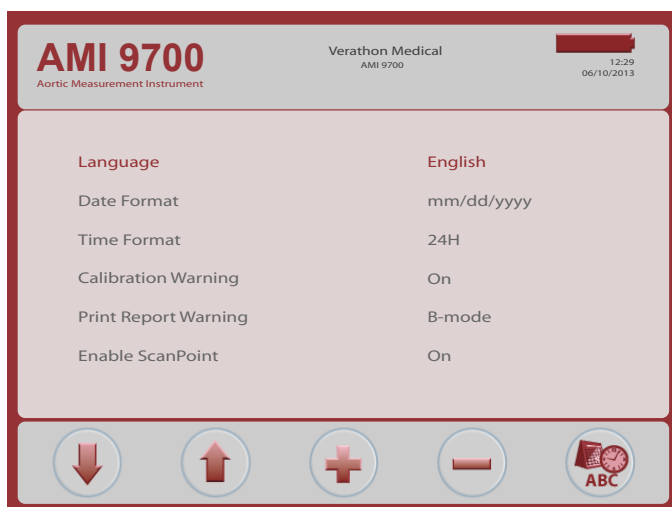 AMI 9700
Aortic Measurement Instrument
Verathon Medical
AMI 9700
12:29
06/10/2013
Language English
Date Format mm/dd/yyyy
Time Format 24H
Calibration Warning On
Print Report Warning B-mode
Enable ScanPoint On
ABC